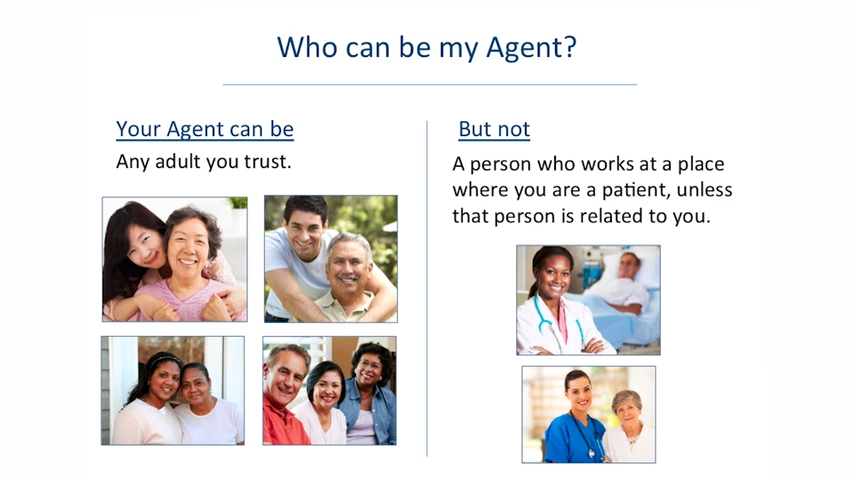 Who can be my Agent?
Your Agent can be
Any adult you trust.
But not
A person who works at a place
where you are a patient, unless
that person is related to you.